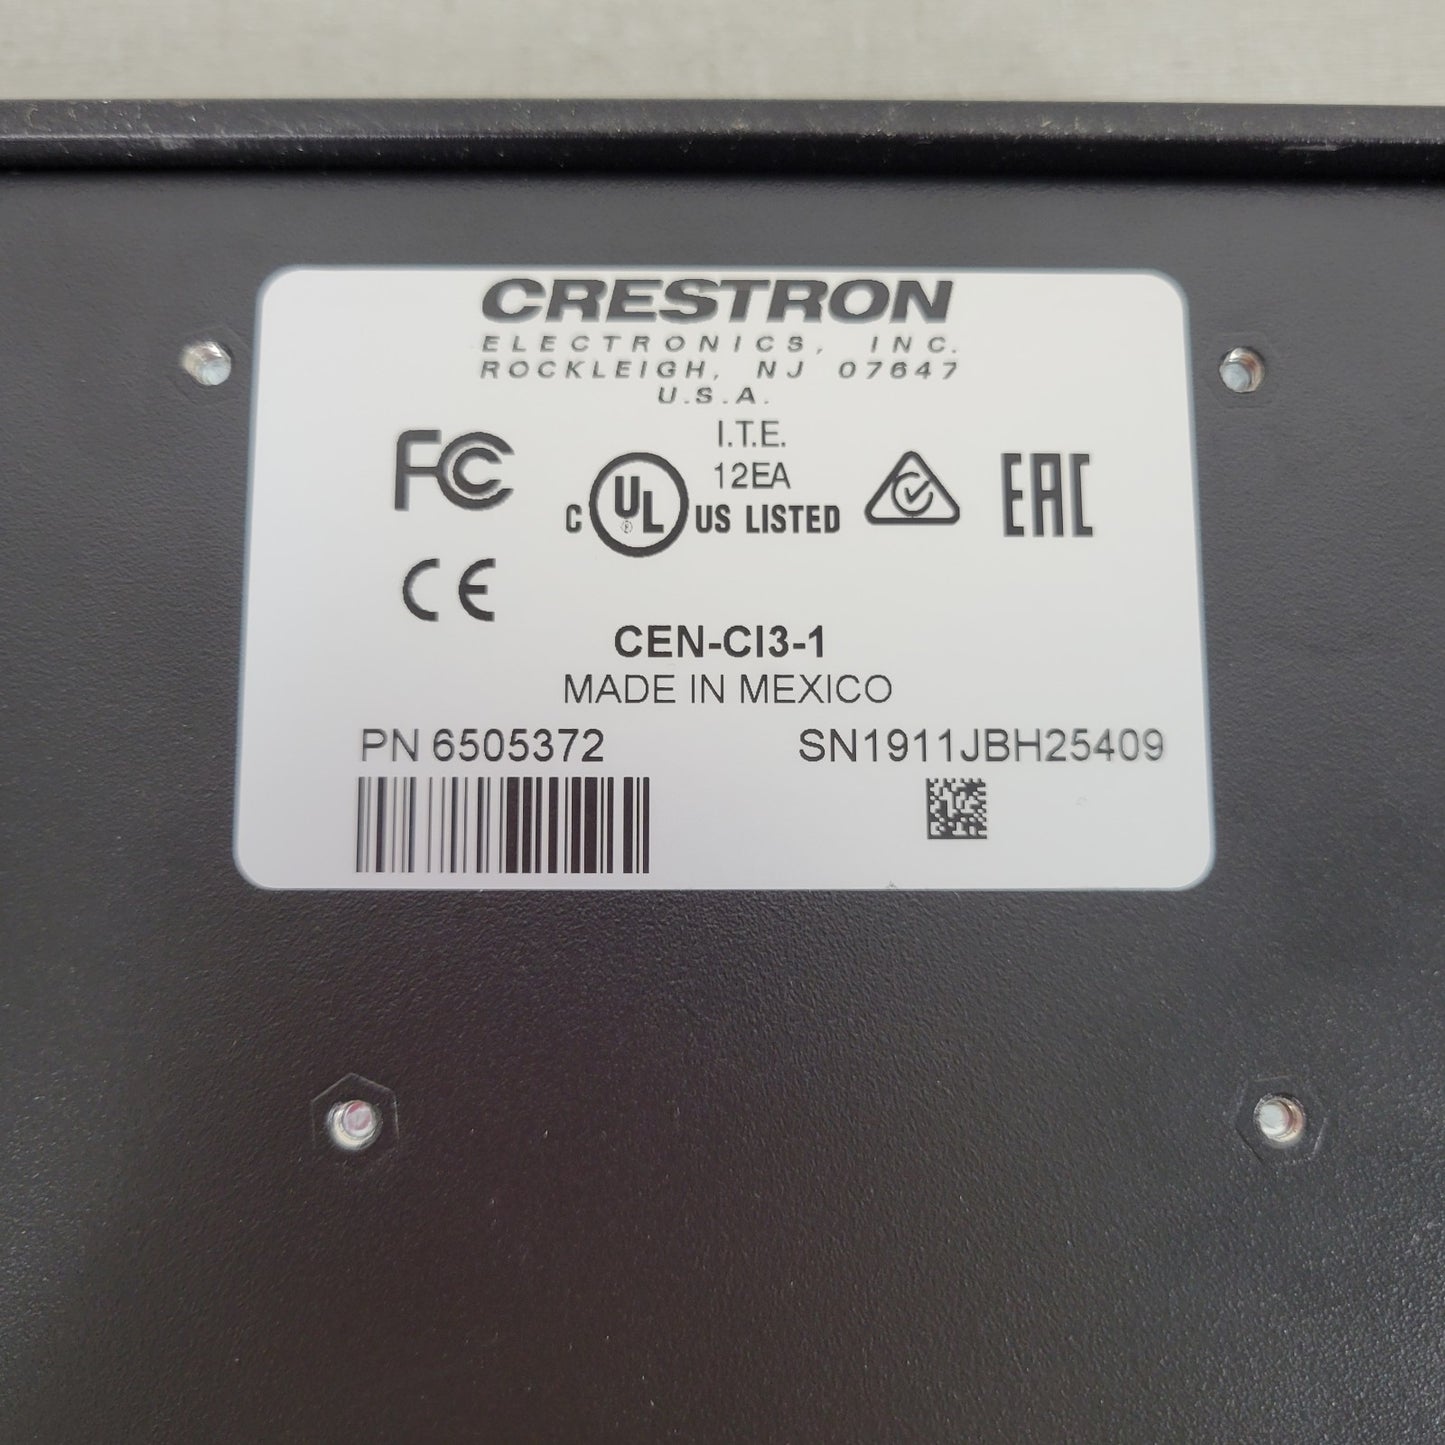 CRESTRON
ELECTRONICS, INC.
ROCKLEIGH, NJ 07647
U.S.A.
FC
I.T.E.
12EA
C UL US LISTED
EAC
CE
CEN-CI3-1
MADE IN MEXICO
PN 6505372
SN1911JBH25409